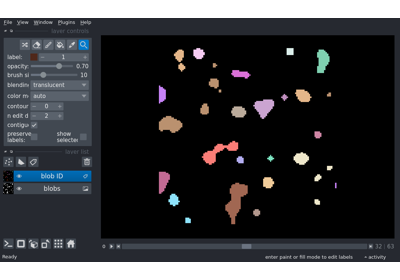 File View Window Plugins Help
layer controls
label: 1
opacity: 0.70
brush si 10
blending translucent
color m auto
contour 0
n edit d 2
contigu
preserve labels: show selected
layer list
blob ID
blobs
32 63
Ready enter paint or fill mode to edit labels activity